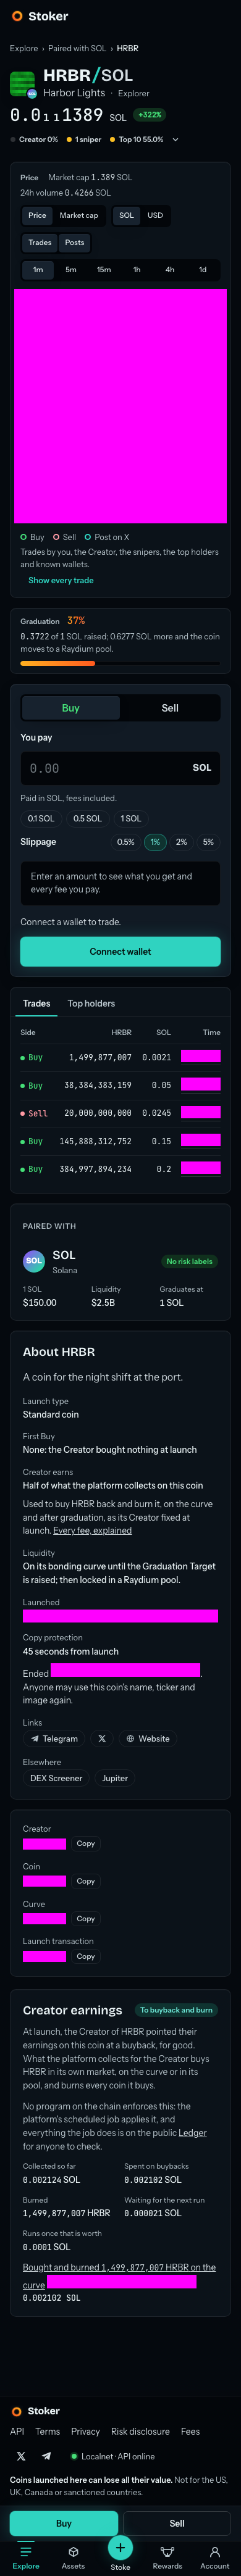 Stoker
Explore › Paired with SOL › HRBR
HRBR/SOL
Harbor Lights · Explorer
0.0111389 SOL +322%
Creator 0% 1 sniper Top 10 55.0%
Price Market cap 1.389 SOL
24h volume 0.4266 SOL
Price Market cap SOL USD
Trades Posts
1m 5m 15m 1h 4h 1d
Buy Sell Post on X
Trades by you, the Creator, the snipers, the top holders
and known wallets.
Show every trade
Graduation 37%
0.3722 of 1 SOL raised; 0.6277 SOL more and the coin
moves to a Raydium pool.
Buy Sell
You pay
0.00 SOL
Paid in SOL, fees included.
0.1 SOL 0.5 SOL 1 SOL
Slippage 0.5% 1% 2% 5%
Enter an amount to see what you get and
every fee you pay.
Connect a wallet to trade.
Connect wallet
Trades Top holders
Side HRBR SOL Time
Buy 1,499,877,007 0.0021
Buy 38,384,383,159 0.05
Sell 20,000,000,000 0.0245
Buy 145,888,312,752 0.15
Buy 384,997,894,234 0.2
PAIRED WITH
SOL SOL No risk labels
Solana
1 SOL Liquidity Graduates at
$150.00 $2.5B 1 SOL
About HRBR
A coin for the night shift at the port.
Launch type
Standard coin
First Buy
None: the Creator bought nothing at launch
Creator earns
Half of what the platform collects on this coin
Used to buy HRBR back and burn it, on the curve
and after graduation, as its Creator fixed at
launch. Every fee, explained
Liquidity
On its bonding curve until the Graduation Target
is raised; then locked in a Raydium pool.
Launched
Copy protection
45 seconds from launch
Ended .
Anyone may use this coin's name, ticker and
image again.
Links
Telegram X Website
Elsewhere
DEX Screener Jupiter
Creator
Copy
Coin
Copy
Curve
Copy
Launch transaction
Copy
Creator earnings To buyback and burn
At launch, the Creator of HRBR pointed their
earnings on this coin at a buyback, for good.
What the platform collects for the Creator buys
HRBR in its own market, on the curve or in its
pool, and burns every coin it buys.
No program on the chain enforces this: the
platform's scheduled job applies it, and
everything the job does is on the public Ledger
for anyone to check.
Collected so far Spent on buybacks
0.002124 SOL 0.002102 SOL
Burned Waiting for the next run
1,499,877,007 HRBR 0.000021 SOL
Runs once that is worth
0.0001 SOL
Bought and burned 1,499,877,007 HRBR on the
curve
0.002102 SOL
Stoker
API Terms Privacy Risk disclosure Fees
Localnet · API online
Coins launched here can lose all their value. Not for the US,
UK, Canada or sanctioned countries.
Buy Sell
Explore Assets Stoke Rewards Account